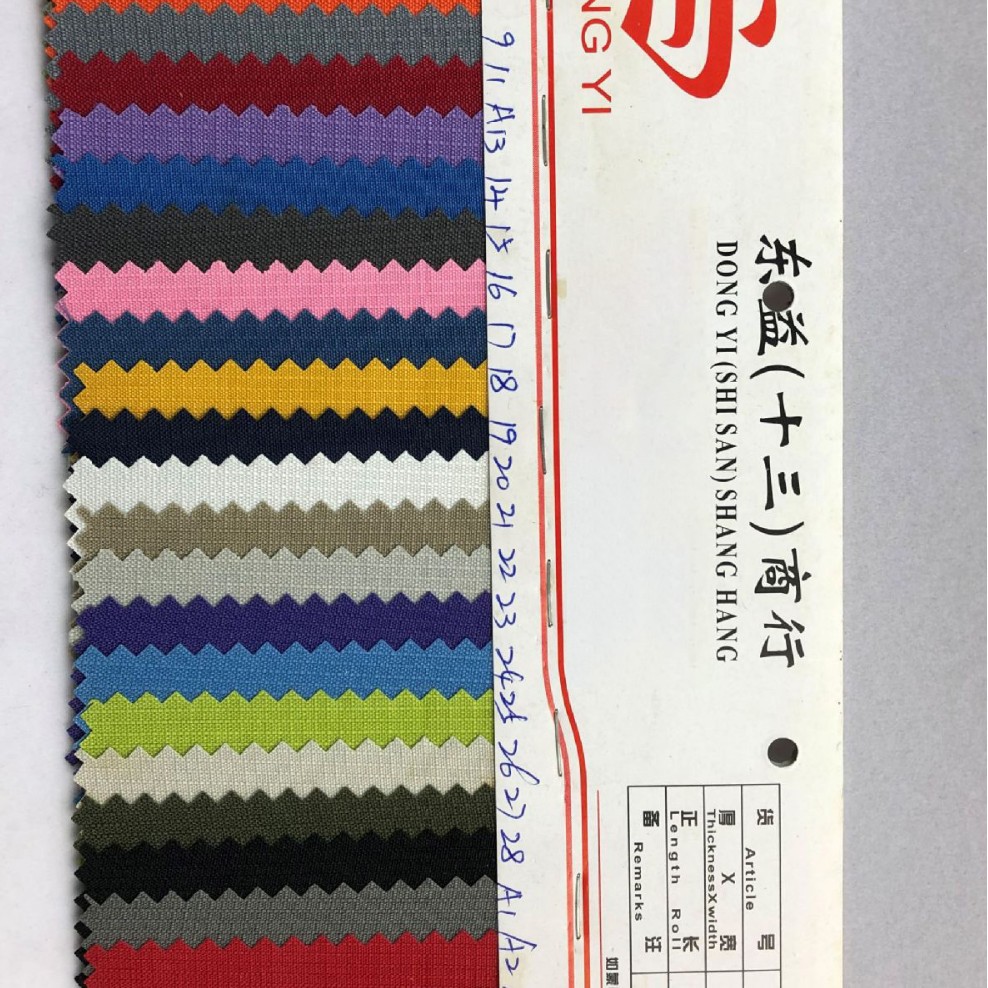 NG YI
东益(十三)商行
DONG YI(SHI SAN)SHANG HANG
货 号
Article
厚 X 宽
ThicknessXwidth
正 长
Length Roll
备 注
Remarks
如蒙
9
11
A13
14
15
16
17
18
19
20
21
22
23
24
25
26
27
28
A1
A2